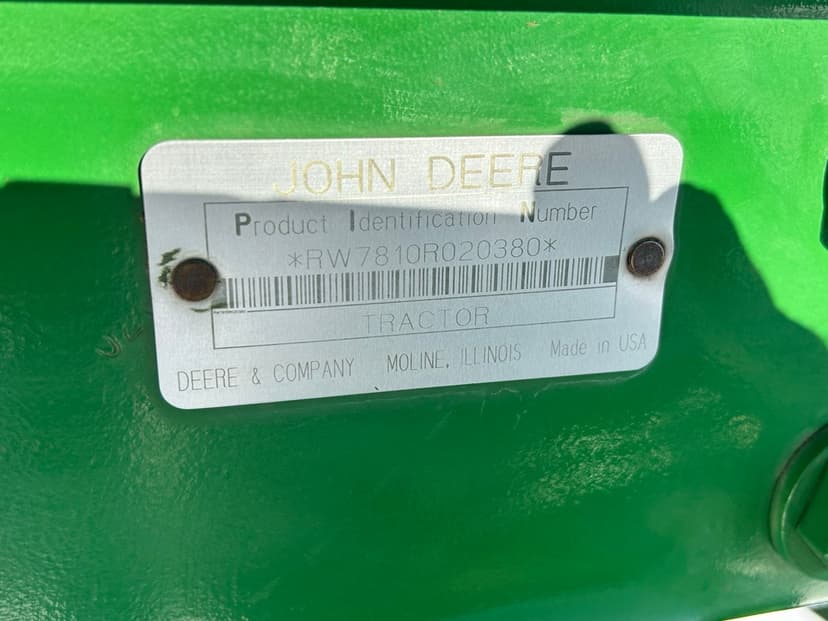 JOHN DEERE
Product Identification Number
*RW7810R020380*
TRACTOR
DEERE & COMPANY MOLINE, ILLINOIS Made in USA